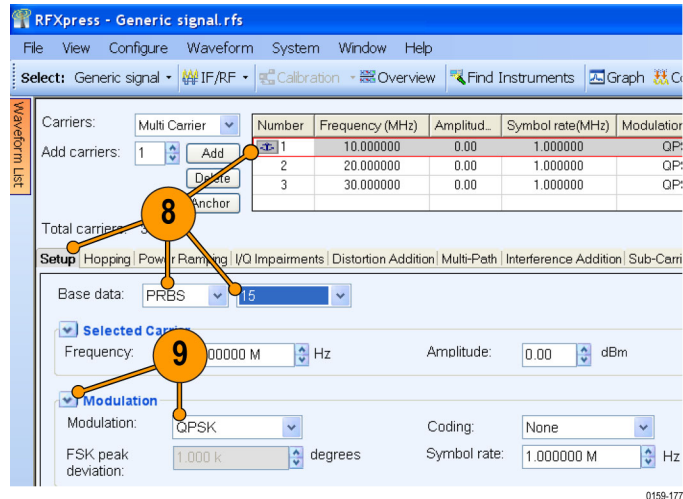 RFXpress - Generic signal.rfs
File View Configure Waveform System Window Help
Select: Generic signal IF/RF Calibration Overview Find Instruments Graph
Waveform List
Carriers: Multi Carrier
Number Frequency (MHz) Amplitud... Symbol rate(MHz) Modulation
1 10.000000 0.00 1.000000
Add carriers: 1 Add
2 20.000000 0.00 1.000000
Delete
3 30.000000 0.00 1.000000
Anchor
8
Total carriers:
Setup Hopping Power Ramping I/Q Impairments Distortion Addition Multi-Path Interference Addition Sub-Carri
Base data: PRBS 15
Selected Carrier
Frequency: 00000 M Hz Amplitude: 0.00 dBm
9
Modulation
Modulation: QPSK Coding: None
FSK peak deviation: 1.000 k degrees Symbol rate: 1.000000 M Hz
0159-177